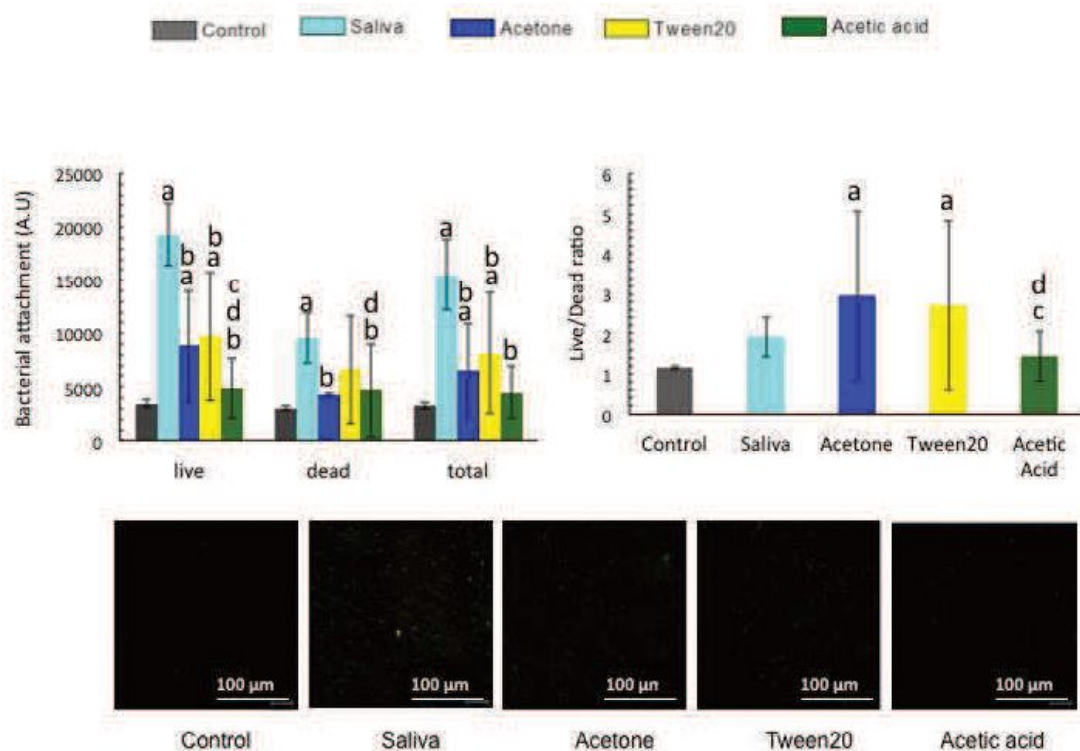 Control Saliva Acetone Tween20 Acetic acid
Bacterial attachment (A.U)
25000
20000
15000
10000
5000
0
a
b
a
b
a
c
d
b
a
b
d
b
a
b
a
b
a
b
live dead total
Live/Dead ratio
6
5
4
3
2
1
0
a
a
d
c
Control Saliva Acetone Tween20 Acetic
Acid
100 µm 100 µm 100 µm 100 µm 100 µm
Control Saliva Acetone Tween20 Acetic acid